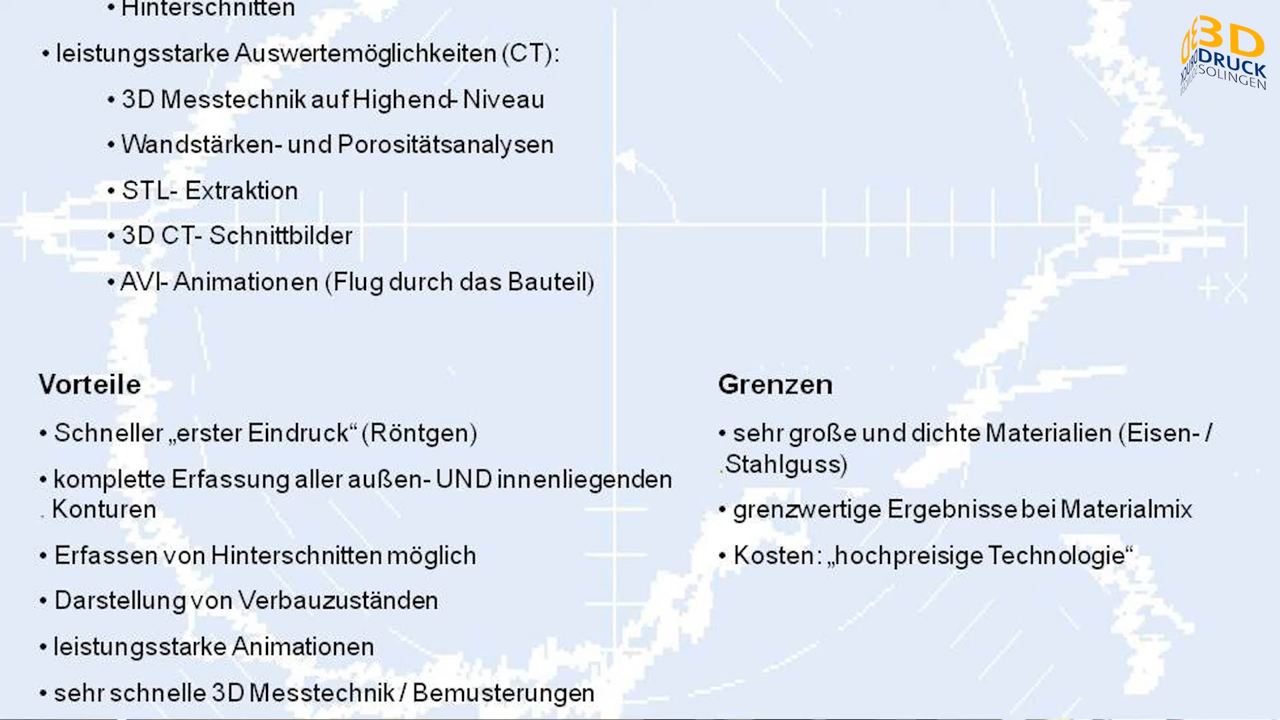 • Hinterschnitten
• leistungsstarke Auswertemöglichkeiten (CT):
• 3D Messtechnik auf Highend- Niveau
• Wandstärken- und Porositätsanalysen
• STL- Extraktion
• 3D CT- Schnittbilder
• AVI- Animationen (Flug durch das Bauteil)
Vorteile
• Schneller „erster Eindruck“ (Röntgen)
• komplette Erfassung aller außen- UND innenliegenden
. Konturen
• Erfassen von Hinterschnitten möglich
• Darstellung von Verbauzuständen
• leistungsstarke Animationen
• sehr schnelle 3D Messtechnik / Bemusterungen
Grenzen
• sehr große und dichte Materialien (Eisen- /
.Stahlguss)
• grenzwertige Ergebnisse bei Materialmix
• Kosten: „hochpreisige Technologie“
+X
3D
DRUCK
SOLINGEN